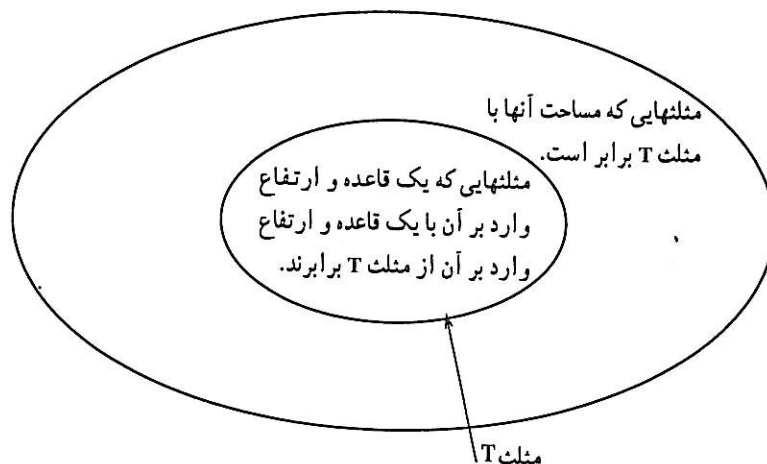 مثلثهایی که مساحت آنها با
مثلث T برابر است.
مثلثهایی که یک قاعده و ارتفاع
وارد بر آن با یک قاعده و ارتفاع
وارد بر آن از مثلث T برابرند.
مثلث T